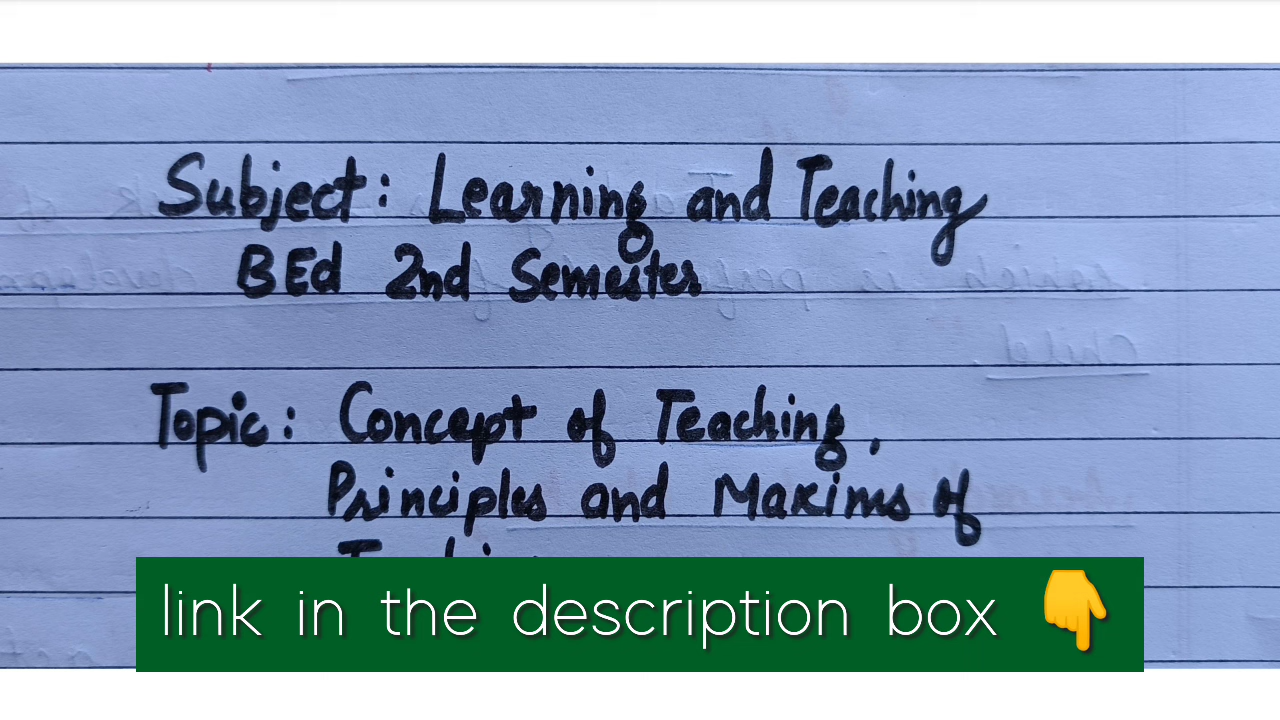 Subject: Learning and Teaching
BEd 2nd Semester
Topic: Concept of Teaching,
Principles and Maxims of
link in the description box 👇